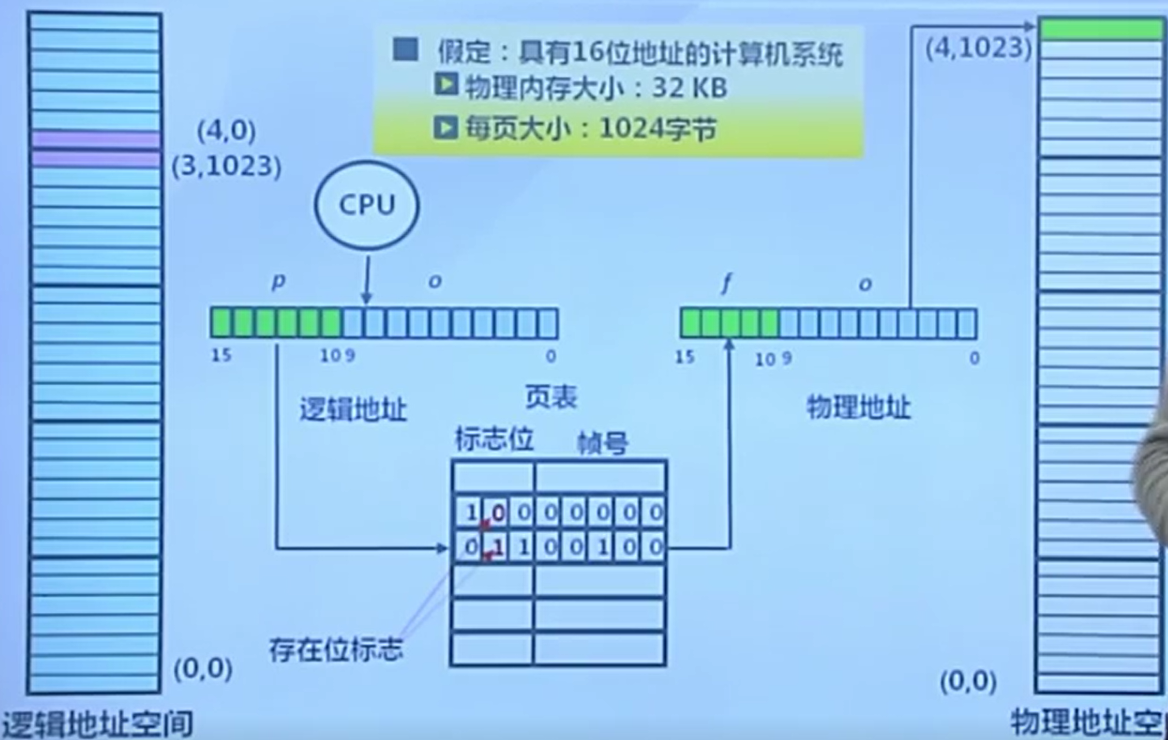 假定：具有16位地址的计算机系统
物理内存大小：32 KB
每页大小：1024字节
(4,0)
(3,1023)
(4,1023)
CPU
p
o
f
o
15
10 9
0
15
10 9
0
逻辑地址
页表
物理地址
标志位
帧号
1 0 0 0 0 0 0 0
0 1 1 0 0 1 0 0
存在位标志
(0,0)
(0,0)
逻辑地址空间
物理地址空